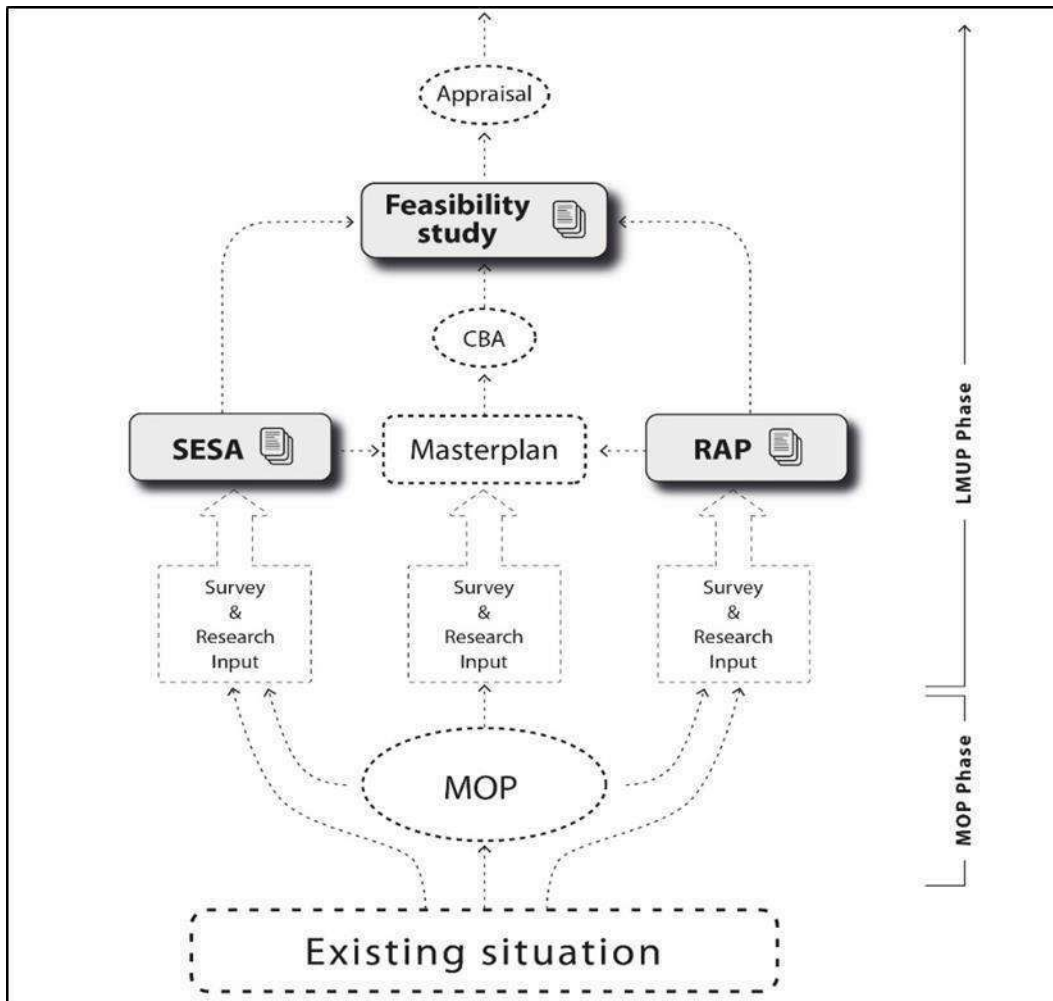 Appraisal
Feasibility
study
CBA
SESA
Masterplan
RAP
Survey
&
Research
Input
Survey
&
Research
Input
Survey
&
Research
Input
MOP
Existing situation
LMUP Phase
MOP Phase